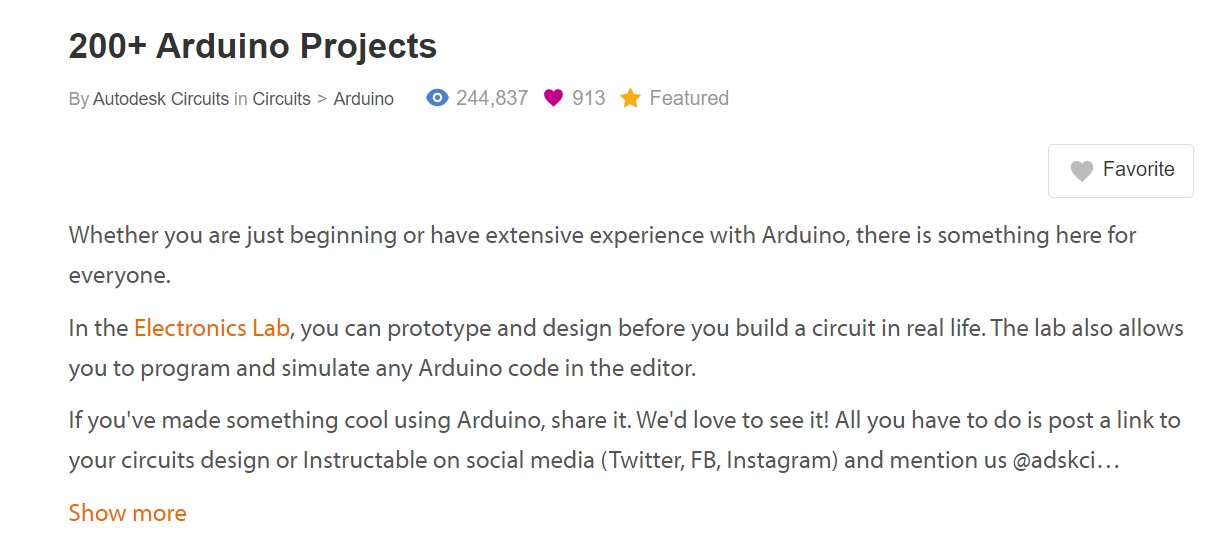 200+ Arduino Projects
By Autodesk Circuits in Circuits > Arduino 244,837 913 Featured
Favorite
Whether you are just beginning or have extensive experience with Arduino, there is something here for
everyone.
In the Electronics Lab, you can prototype and design before you build a circuit in real life. The lab also allows
you to program and simulate any Arduino code in the editor.
If you've made something cool using Arduino, share it. We'd love to see it! All you have to do is post a link to
your circuits design or Instructable on social media (Twitter, FB, Instagram) and mention us @adskci…
Show more